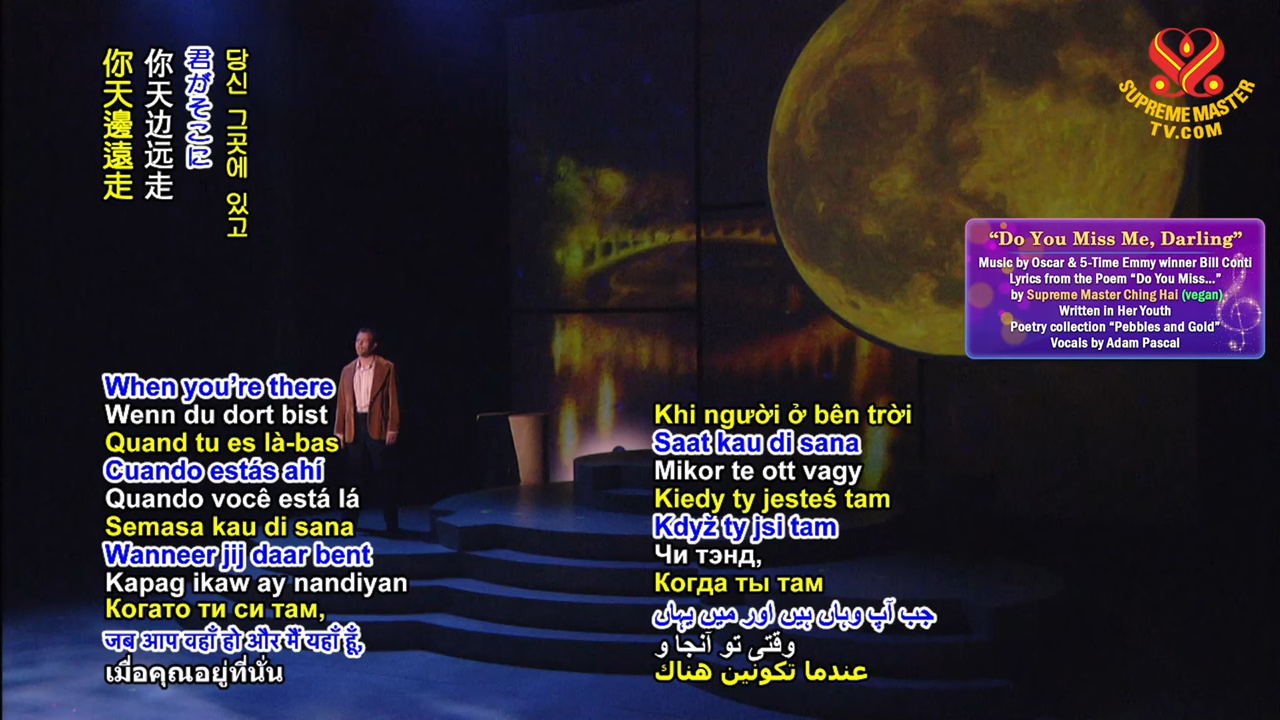 你天邊遠走
你天边远走
君がそこに
당신 그곳에 있고
SUPREME MASTER
TV.COM
“Do You Miss Me, Darling”
Music by Oscar & 5-Time Emmy winner Bill Conti
Lyrics from the Poem “Do You Miss...”
by Supreme Master Ching Hai (vegan)
Written in Her Youth
Poetry collection “Pebbles and Gold”
Vocals by Adam Pascal
When you’re there
Wenn du dort bist
Quand tu es là-bas
Cuando estás ahí
Quando você está lá
Semasa kau di sana
Wanneer jij daar bent
Kapag ikaw ay nandiyan
Когато ти си там,
जब आप वहाँ हो और मैं यहाँ हूँ,
เมื่อคุณอยู่ที่นั่น
Khi người ở bên trời
Saat kau di sana
Mikor te ott vagy
Kiedy ty jesteś tam
Když ty jsi tam
Чи тэнд,
Когда ты там
جب آپ وہاں ہیں اور میں یہاں
وقتی تو آنجا و
عندما تكونين هناك